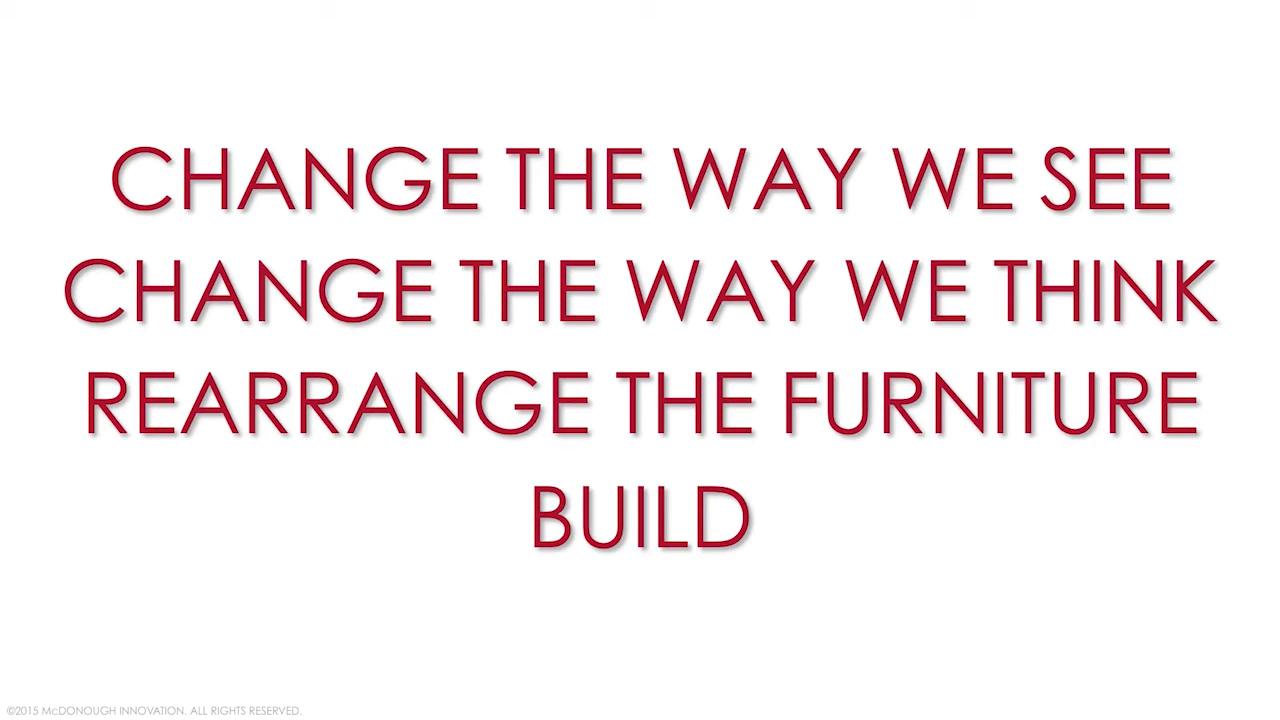 CHANGE THE WAY WE SEE
CHANGE THE WAY WE THINK
REARRANGE THE FURNITURE
BUILD
©2015 McDONOUGH INNOVATION. ALL RIGHTS RESERVED.